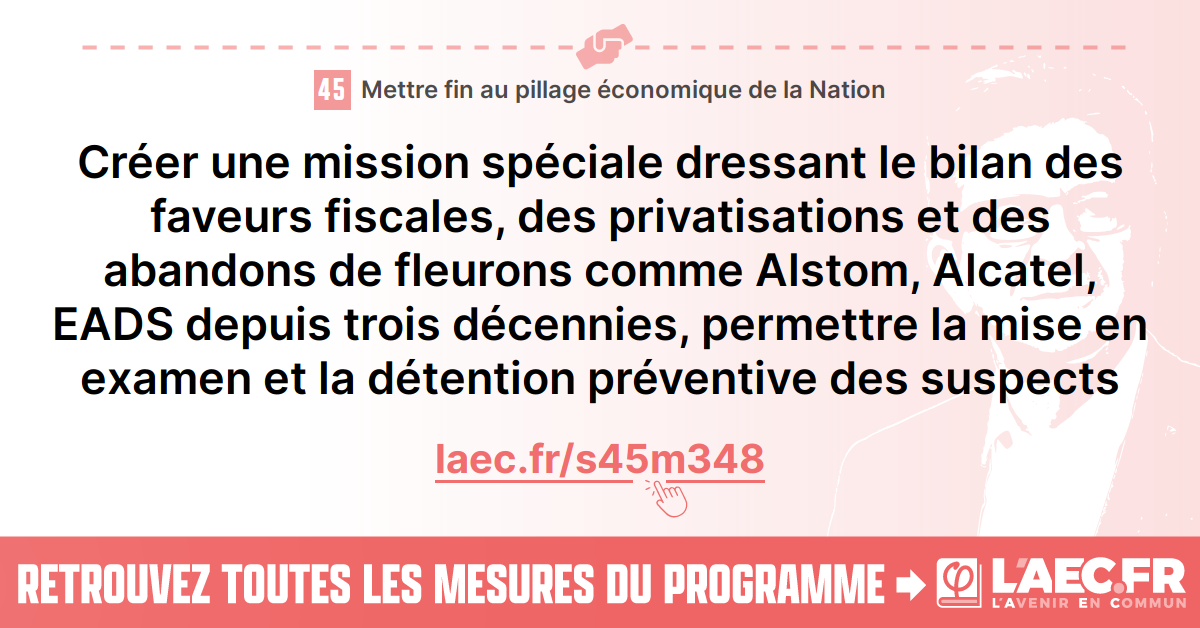 45 Mettre fin au pillage économique de la Nation
Créer une mission spéciale dressant le bilan des
faveurs fiscales, des privatisations et des
abandons de fleurons comme Alstom, Alcatel,
EADS depuis trois décennies, permettre la mise en
examen et la détention préventive des suspects
laec.fr/s45m348
RETROUVEZ TOUTES LES MESURES DU PROGRAMME φ L'AEC.FR
L'AVENIR EN COMMUN